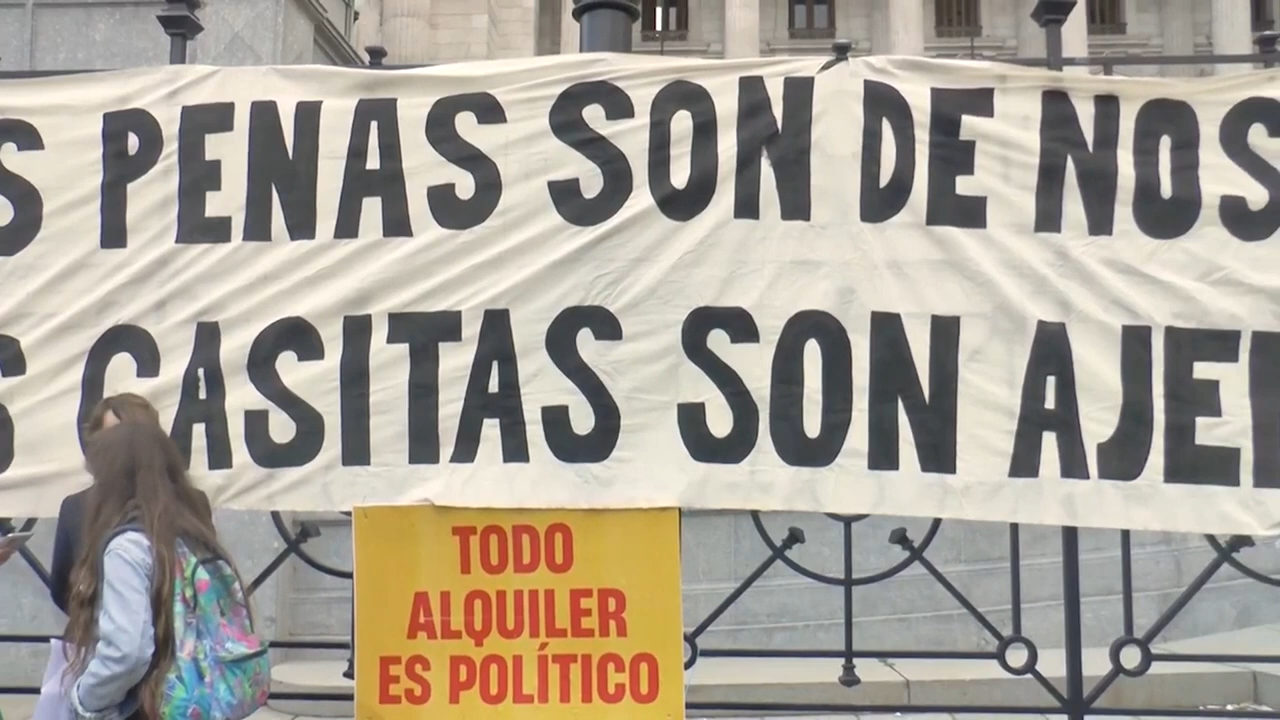 S PENAS SON DE NOS
S CASITAS SON AJE
TODO
ALQUILER
ES POLÍTICO